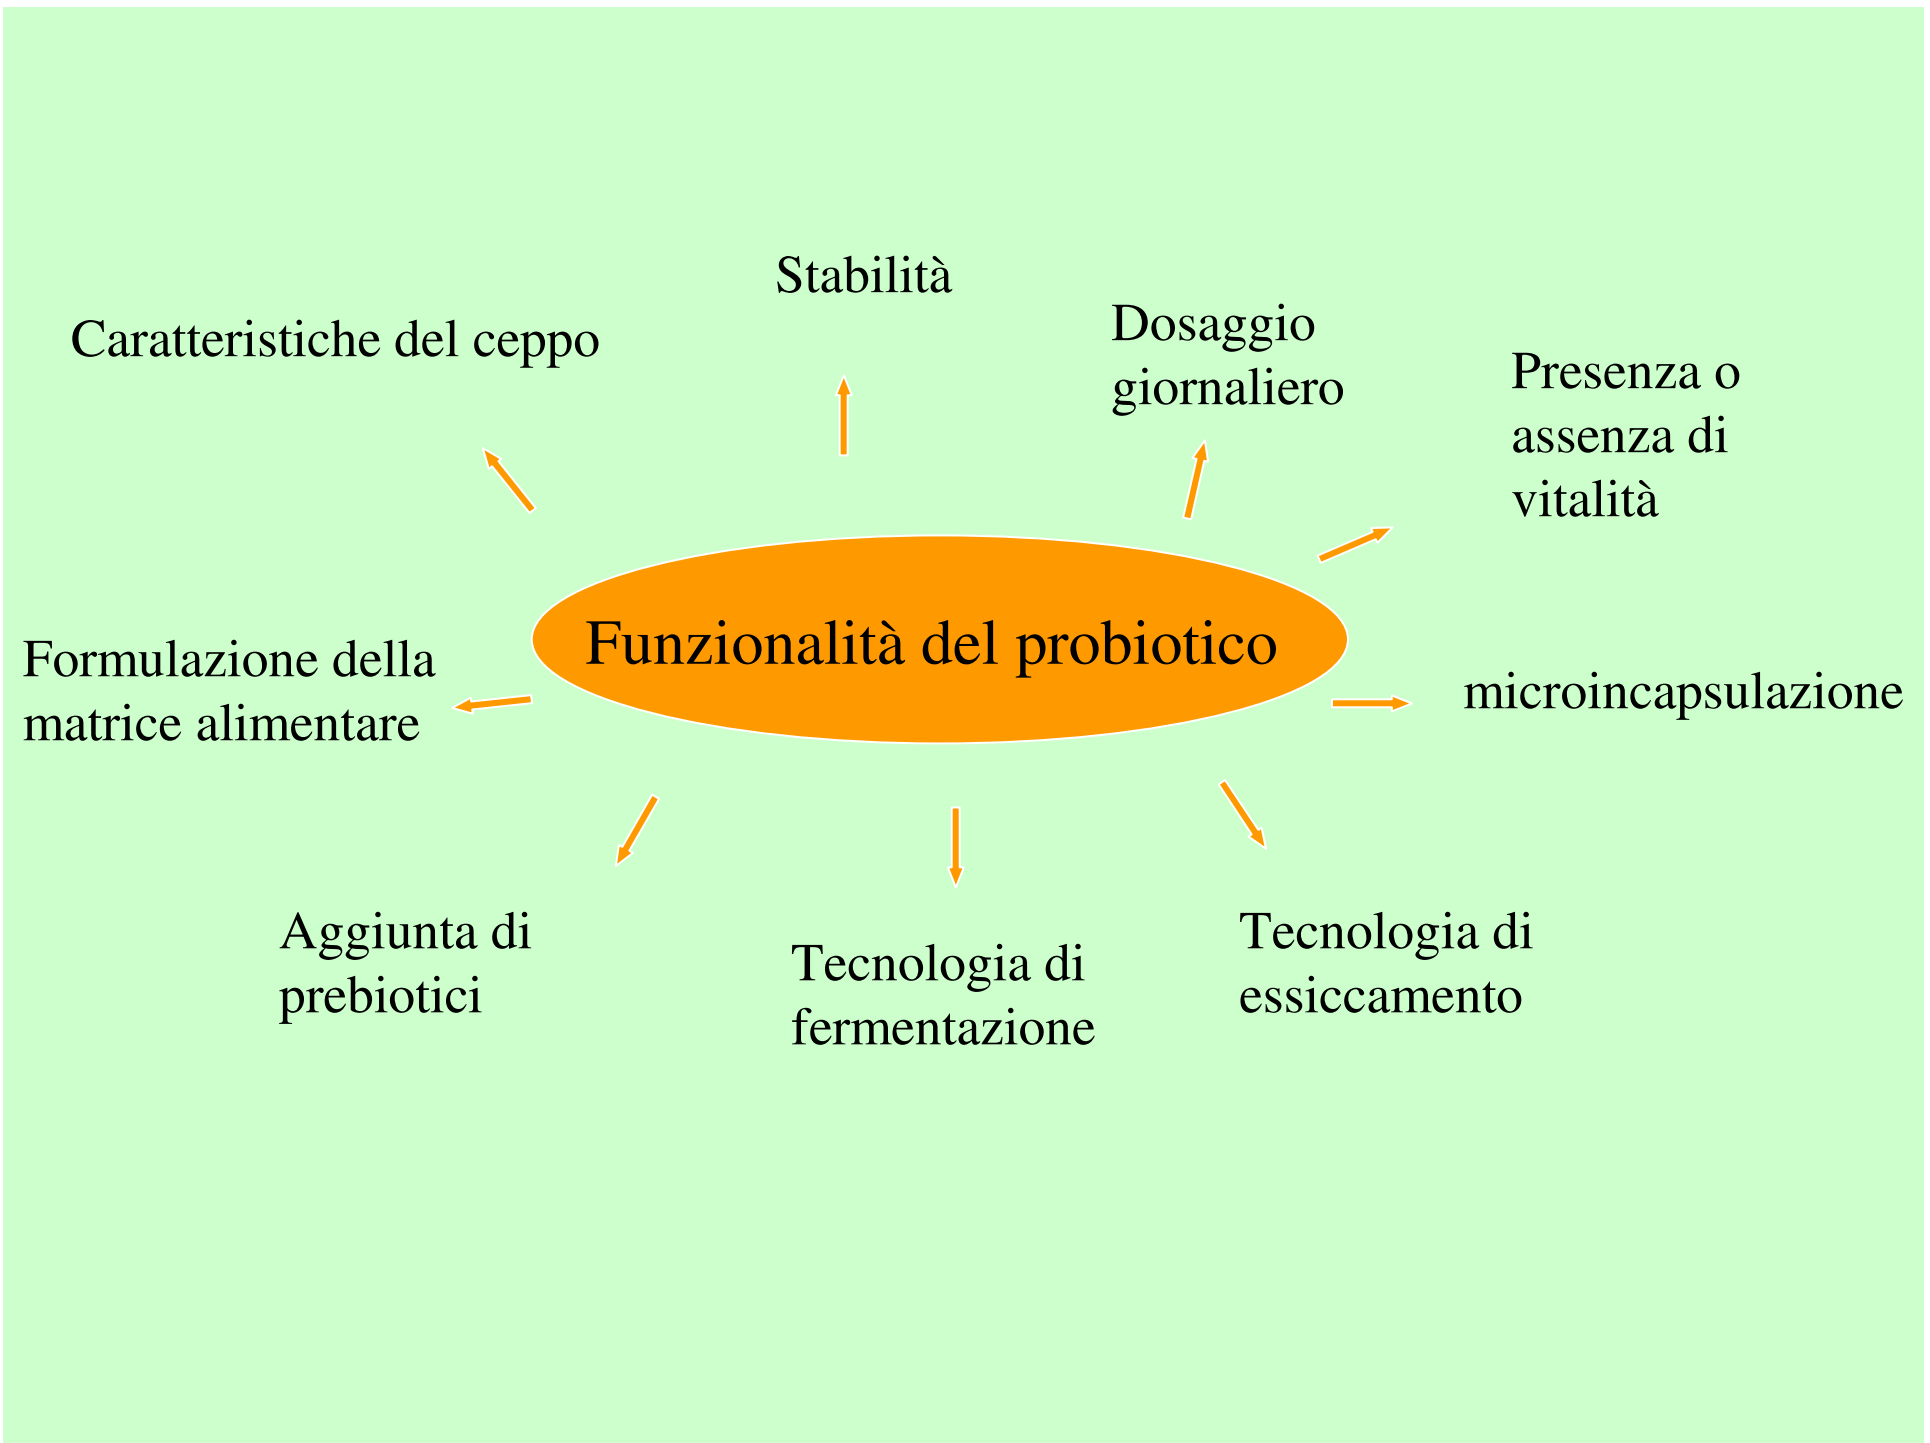 Stabilità
Caratteristiche del ceppo
Dosaggio
giornaliero
Presenza o
assenza di
vitalità
Funzionalità del probiotico
Formulazione della
matrice alimentare
microincapsulazione
Aggiunta di
prebiotici
Tecnologia di
fermentazione
Tecnologia di
essiccamento